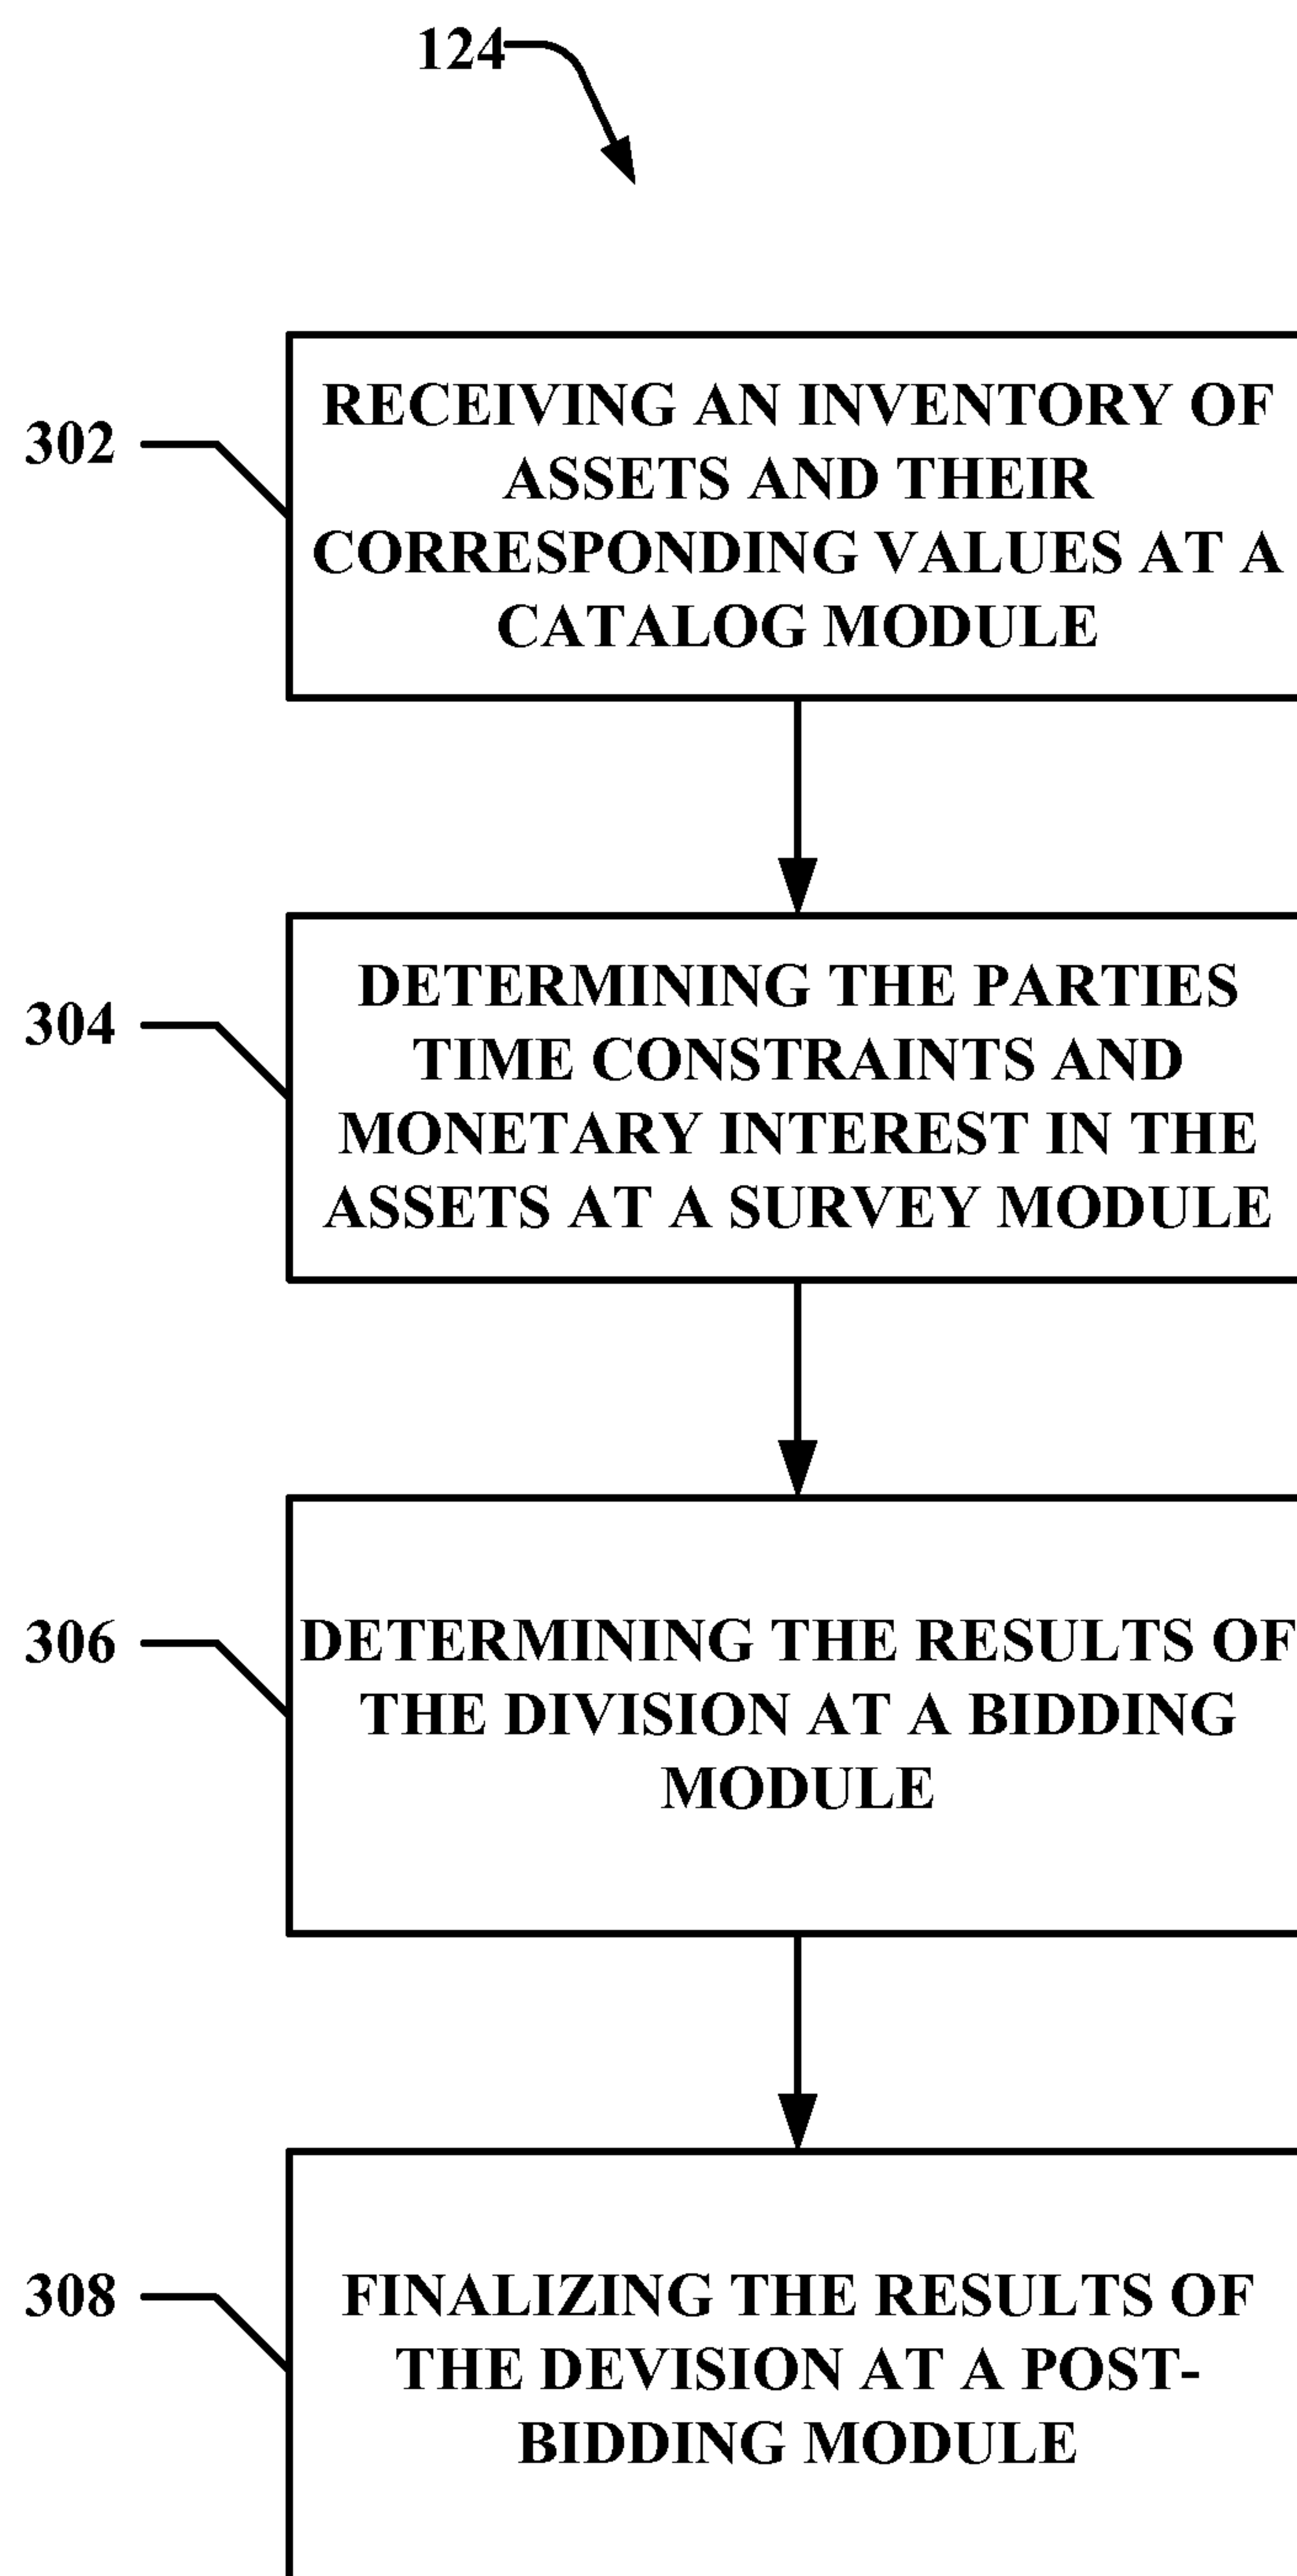 124
302
RECEIVING AN INVENTORY OF
ASSETS AND THEIR
CORRESPONDING VALUES AT A
CATALOG MODULE
304
DETERMINING THE PARTIES
TIME CONSTRAINTS AND
MONETARY INTEREST IN THE
ASSETS AT A SURVEY MODULE
306
DETERMINING THE RESULTS OF
THE DIVISION AT A BIDDING
MODULE
308
FINALIZING THE RESULTS OF
THE DEVISION AT A POST-
BIDDING MODULE